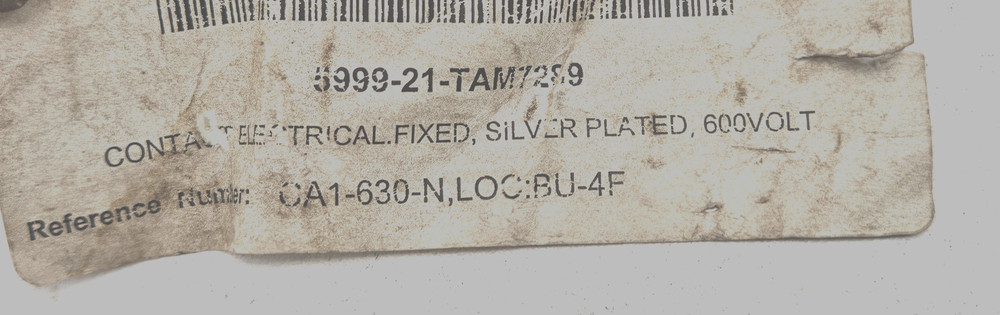 5999-21-TAM7289
CONTACT ELECTRICAL.FIXED, SILVER PLATED, 600VOLT
Reference Number: CA1-630-N,LOC:BU-4F